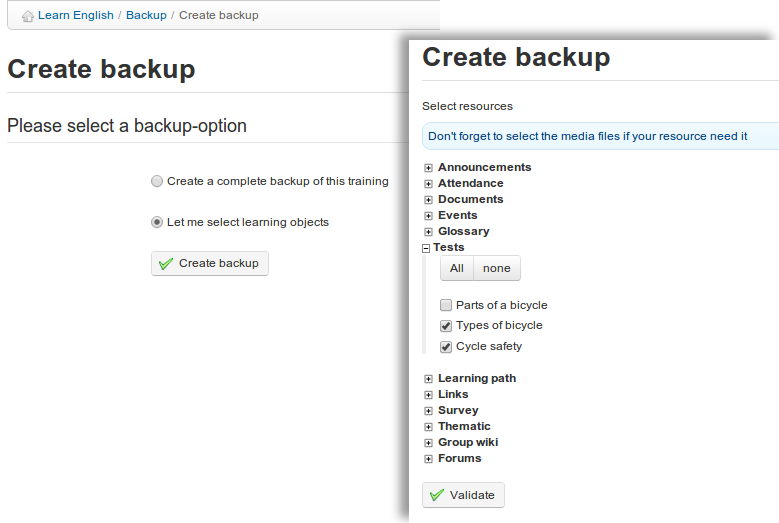 Learn English / Backup / Create backup
Create backup
Please select a backup-option
Create a complete backup of this training
Let me select learning objects
Create backup
Create backup
Select resources
Don't forget to select the media files if your resource need it
Announcements
Attendance
Documents
Events
Glossary
Tests
All none
Parts of a bicycle
Types of bicycle
Cycle safety
Learning path
Links
Survey
Thematic
Group wiki
Forums
Validate